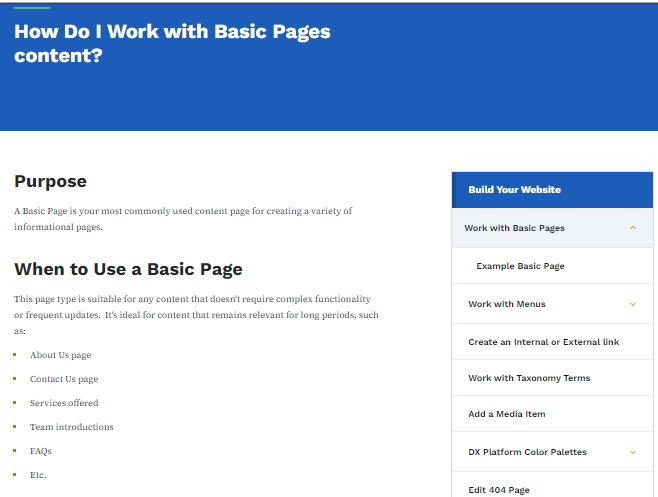 How Do I Work with Basic Pages
content?
Purpose
A Basic Page is your most commonly used content page for creating a variety of
informational pages.
When to Use a Basic Page
This page type is suitable for any content that doesn't require complex functionality
or frequent updates.  It's ideal for content that remains relevant for long periods, such
as:
About Us page
Contact Us page
Services offered
Team introductions
FAQs
Etc.
Build Your Website
Work with Basic Pages
Example Basic Page
Work with Menus
Create an Internal or External link
Work with Taxonomy Terms
Add a Media Item
DX Platform Color Palettes
Edit 404 Page